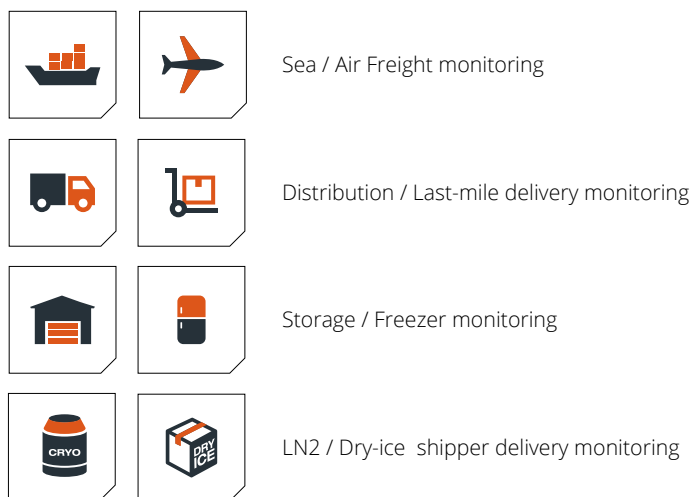 Sea / Air Freight monitoring
Distribution / Last-mile delivery monitoring
Storage / Freezer monitoring
CRYO
DRY
ICE
LN2 / Dry-ice  shipper delivery monitoring